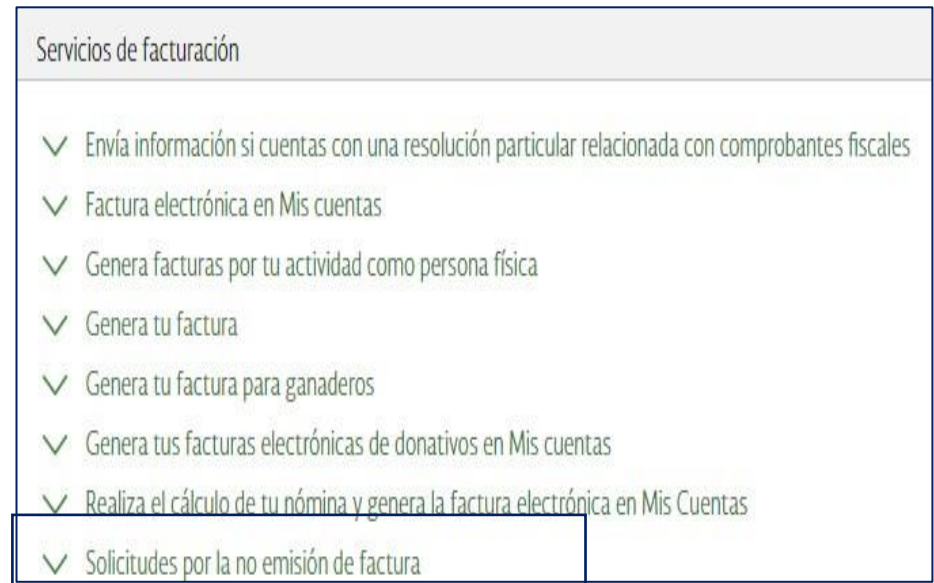 Servicios de facturación
Envía información si cuentas con una resolución particular relacionada con comprobantes fiscales
Factura electrónica en Mis cuentas
Genera facturas por tu actividad como persona física
Genera tu factura
Genera tu factura para ganaderos
Genera tus facturas electrónicas de donativos en Mis cuentas
Realiza el cálculo de tu nómina y genera la factura electrónica en Mis Cuentas
Solicitudes por la no emisión de factura